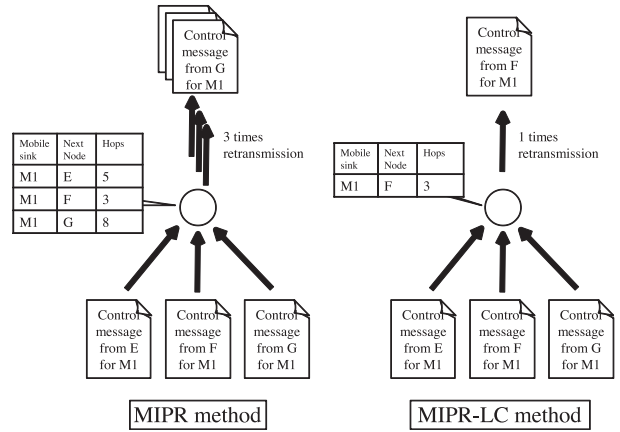 Control
message
from G
for M1
3 times
retransmission
Mobile sink Next Node Hops
M1 E 5
M1 F 3
M1 G 8
Control
message
from E
for M1
Control
message
from F
for M1
Control
message
from G
for M1
MIPR method
Control
message
from F
for M1
1 times
retransmission
Mobile sink Next Node Hops
M1 F 3
Control
message
from E
for M1
Control
message
from F
for M1
Control
message
from G
for M1
MIPR-LC method